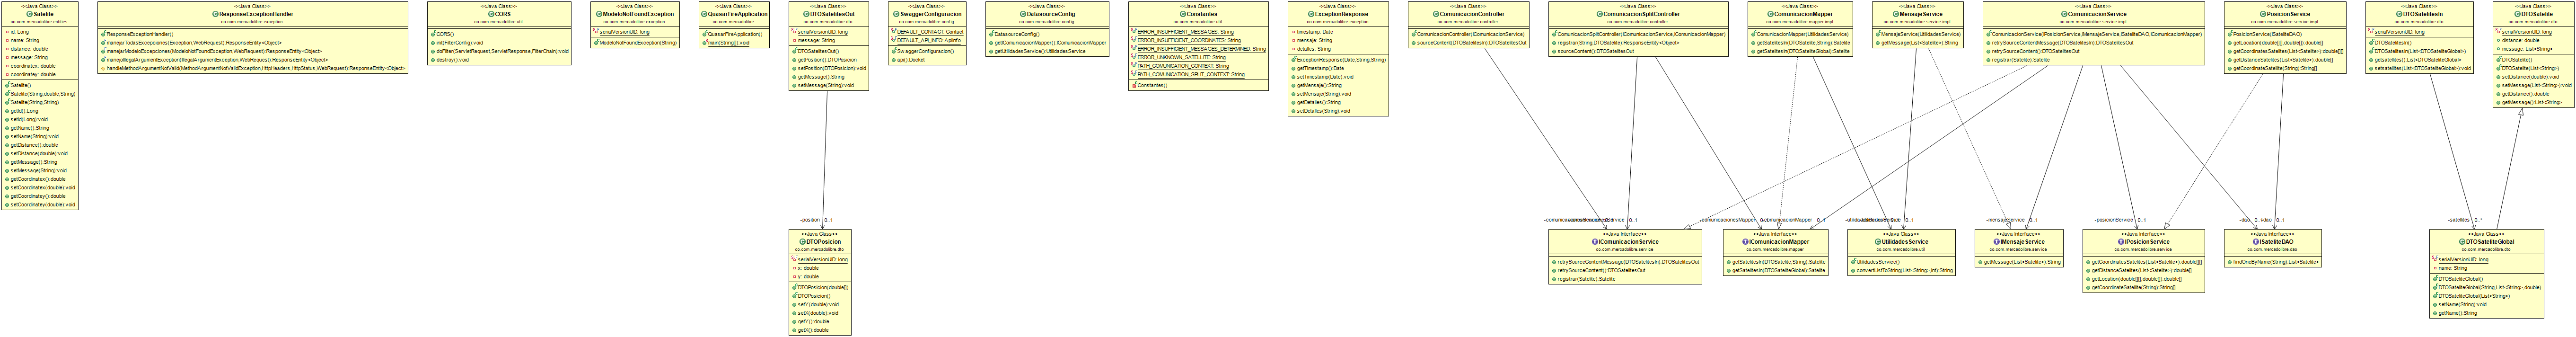 <<Java Class>>
Satelite
co.com.mercadolibre.entities
id: Long
name: String
distance: double
message: String
coordinatex: double
coordinatey: double
Satelite()
Satelite(String,double,String)
Satelite(String,String)
getId():Long
setId(Long):void
getName():String
setName(String):void
getDistance():double
setDistance(double):void
getMessage():String
setMessage(String):void
getCoordinatex():double
setCoordinatex(double):void
getCoordinatey():double
setCoordinatey(double):void
<<Java Class>>
ResponseExceptionHandler
co.com.mercadolibre.exception
ResponseExceptionHandler()
manejarTodasExcepciones(Exception,WebRequest):ResponseEntity<Object>
manejarModeloExcepciones(ModeloNotFoundException,WebRequest):ResponseEntity<Object>
manejoIllegalArgumentException(IllegalArgumentException,WebRequest):ResponseEntity<Object>
handleMethodArgumentNotValid(MethodArgumentNotValidException,HttpHeaders,HttpStatus,WebRequest):ResponseEntity<Object>
<<Java Class>>
CORS
co.com.mercadolibre.util
CORS()
init(FilterConfig):void
doFilter(ServletRequest,ServletResponse,FilterChain):void
destroy():void
<<Java Class>>
ModeloNotFoundException
co.com.mercadolibre.exception
serialVersionUID: long
ModeloNotFoundException(String)
<<Java Class>>
QuasarFireApplication
co.com.mercadolibre
QuasarFireApplication()
main(String[]):void
<<Java Class>>
DTOSatelitesOut
co.com.mercadolibre.dto
serialVersionUID: long
message: String
DTOSatelitesOut()
getPosition():DTOPosicion
setPosition(DTOPosicion):void
getMessage():String
setMessage(String):void
<<Java Class>>
SwaggerConfiguracion
co.com.mercadolibre.config
DEFAULT_CONTACT: Contact
DEFAULT_API_INFO: ApiInfo
SwaggerConfiguracion()
api():Docket
<<Java Class>>
DatasourceConfig
co.com.mercadolibre.config
DatasourceConfig()
getComunicacionMapper():IComunicacionMapper
getUtilidadesService():UtilidadesService
<<Java Class>>
Constantes
co.com.mercadolibre.util
ERROR_INSUFFICIENT_MESSAGES: String
ERROR_INSUFFICIENT_COORDINATES: String
ERROR_INSUFFICIENT_MESSAGES_DETERMINED: String
ERROR_UNKNOWN_SATELLITE: String
PATH_COMUNICATION_CONTEXT: String
PATH_COMUNICATION_SPLIT_CONTEXT: String
Constantes()
<<Java Class>>
ExceptionResponse
co.com.mercadolibre.exception
timestamp: Date
mensaje: String
detalles: String
ExceptionResponse(Date,String,String)
getTimestamp():Date
setTimestamp(Date):void
getMensaje():String
setMensaje(String):void
getDetalles():String
setDetalles(String):void
<<Java Class>>
ComunicacionController
co.com.mercadolibre.controller
ComunicacionController(IComunicacionService)
sourceContent(DTOSatelitesIn):DTOSatelitesOut
<<Java Class>>
ComunicacionSplitController
co.com.mercadolibre.controller
ComunicacionSplitController(IComunicacionService,IComunicacionMapper)
registrar(String,DTOSatelite):ResponseEntity<Object>
sourceContent():DTOSatelitesOut
<<Java Class>>
ComunicacionMapper
co.com.mercadolibre.mapper.impl
ComunicacionMapper(UtilidadesService)
getSatelitesIn(DTOSatelite,String):Satelite
getSatelitesIn(DTOSateliteGlobal):Satelite
<<Java Class>>
MensajeService
co.com.mercadolibre.service.impl
MensajeService(UtilidadesService)
getMessage(List<Satelite>):String
<<Java Class>>
ComunicacionService
co.com.mercadolibre.service.impl
ComunicacionService(IPosicionService,IMensajeService,ISateliteDAO,IComunicacionMapper)
retrySourceContentMessage(DTOSatelitesIn):DTOSatelitesOut
retrySourceContent():DTOSatelitesOut
registrar(Satelite):Satelite
<<Java Class>>
PosicionService
co.com.mercadolibre.service.impl
PosicionService(ISateliteDAO)
getLocation(double[][],double[]):double[]
getCoordinatesSatelites(List<Satelite>):double[][]
getDistanceSatelites(List<Satelite>):double[]
getCoordinateSatelite(String):String[]
<<Java Class>>
DTOSatelitesIn
co.com.mercadolibre.dto
serialVersionUID: long
DTOSatelitesIn()
DTOSatelitesIn(List<DTOSateliteGlobal>)
getsatellites():List<DTOSateliteGlobal>
setsatellites(List<DTOSateliteGlobal>):void
<<Java Class>>
DTOSatelite
co.com.mercadolibre.dto
serialVersionUID: long
distance: double
message: List<String>
DTOSatelite()
DTOSatelite(List<String>)
setDistance(double):void
setMessage(List<String>):void
getDistance():double
getMessage():List<String>
-position 0..1
0..1
0..1
-mensajeService 0..1
-posicionService 0..1
-dao 0..1
-satellites 0..*
<<Java Class>>
DTOPosicion
co.com.mercadolibre.dto
serialVersionUID: long
x: double
y: double
DTOPosicion(double[])
DTOPosicion()
setY(double):void
setX(double):void
getY():double
getX():double
<<Java Interface>>
IComunicacionService
co.com.mercadolibre.service
retrySourceContentMessage(DTOSatelitesIn):DTOSatelitesOut
retrySourceContent():DTOSatelitesOut
registrar(Satelite):Satelite
<<Java Interface>>
IComunicacionMapper
co.com.mercadolibre.mapper
getSatelitesIn(DTOSatelite,String):Satelite
getSatelitesIn(DTOSateliteGlobal):Satelite
<<Java Class>>
UtilidadesService
co.com.mercadolibre.util
UtilidadesService()
convertListToString(List<String>,int):String
<<Java Interface>>
IMensajeService
co.com.mercadolibre.service
getMessage(List<Satelite>):String
<<Java Interface>>
IPosicionService
co.com.mercadolibre.service
getCoordinatesSatelites(List<Satelite>):double[][]
getDistanceSatelites(List<Satelite>):double[]
getLocation(double[][],double[]):double[]
getCoordinateSatelite(String):String[]
<<Java Interface>>
ISateliteDAO
co.com.mercadolibre.dao
findOneByName(String):List<Satelite>
<<Java Class>>
DTOSateliteGlobal
co.com.mercadolibre.dto
serialVersionUID: long
name: String
DTOSateliteGlobal()
DTOSateliteGlobal(String,List<String>,double)
DTOSateliteGlobal(List<String>)
setName(String):void
getName():String